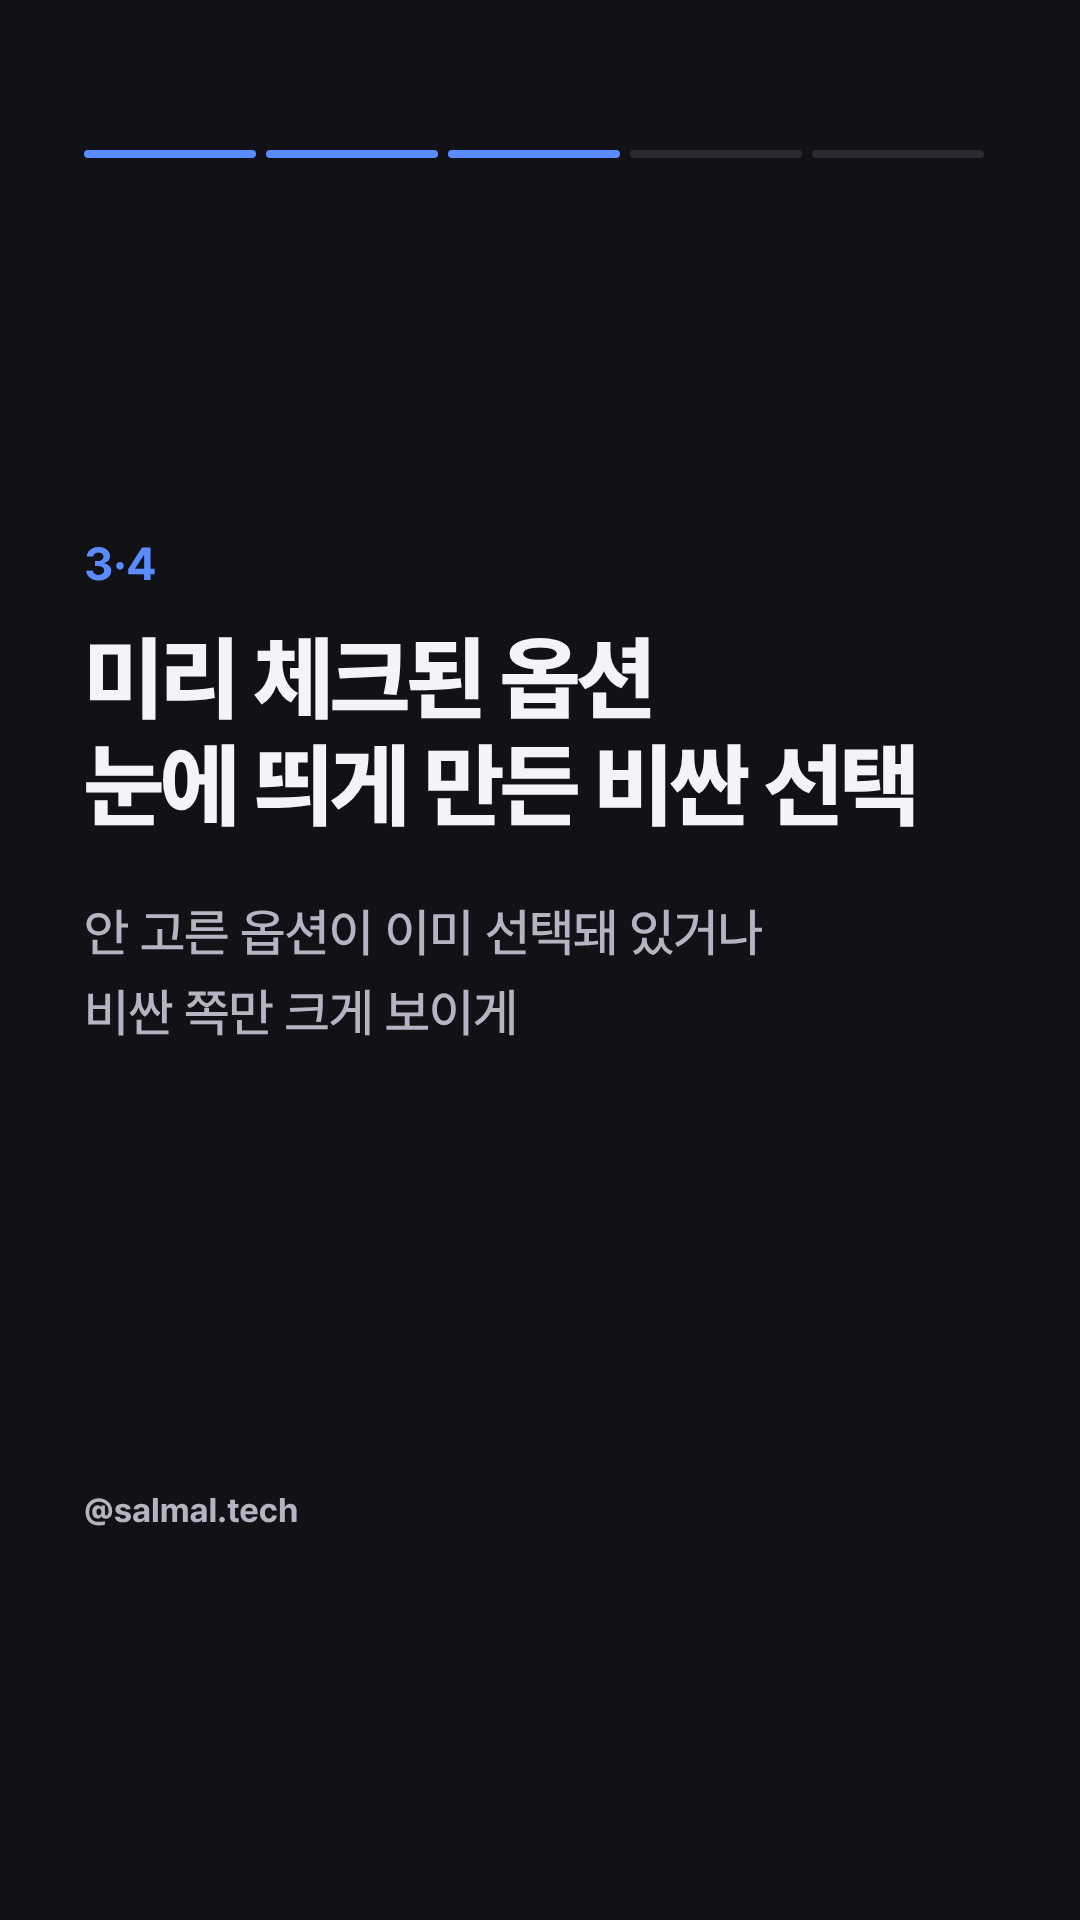 3·4
미리 체크된 옵션
눈에 띄게 만든 비싼 선택
안 고른 옵션이 이미 선택돼 있거나
비싼 쪽만 크게 보이게
@salmal.tech